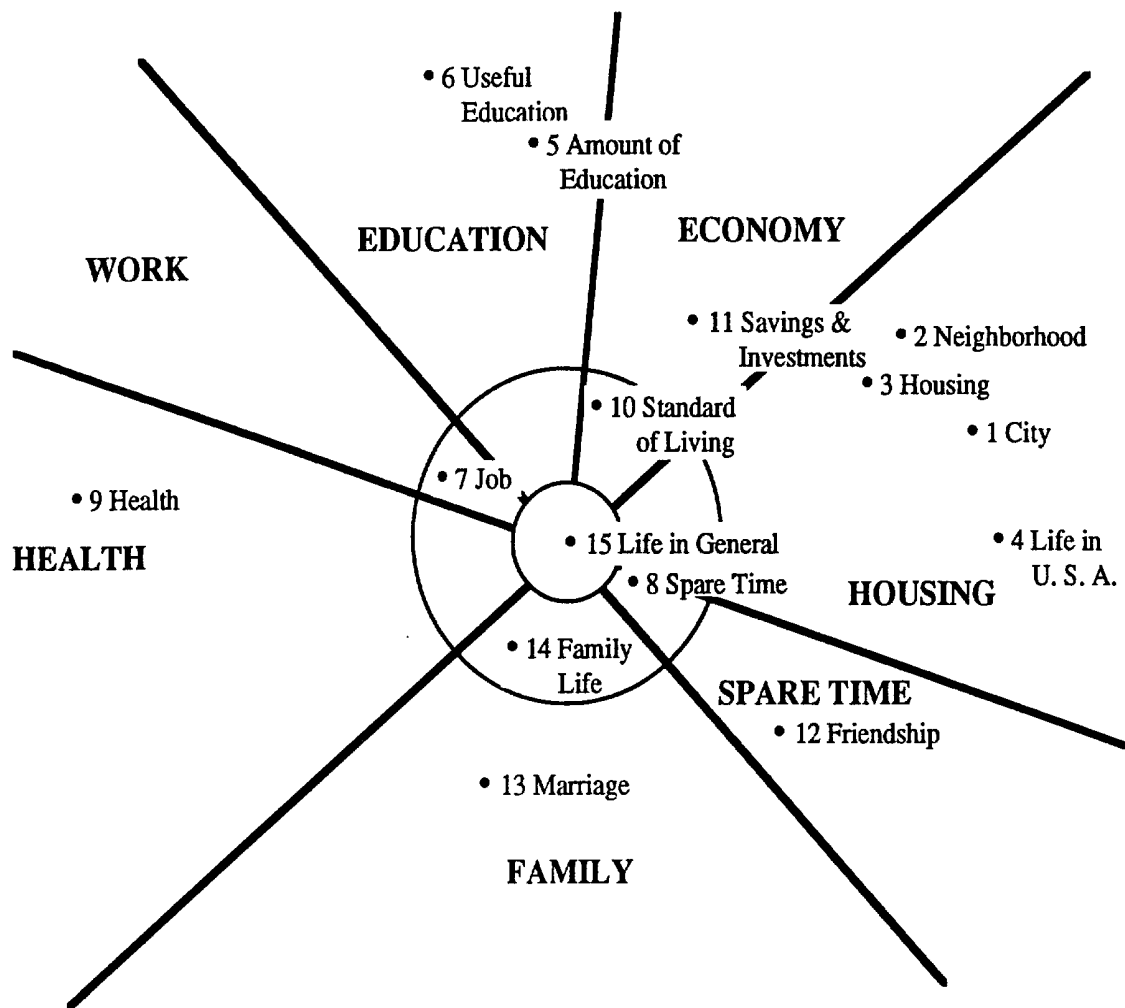 • 6 Useful
Education
• 5 Amount of
Education
EDUCATION
ECONOMY
WORK
• 11 Savings &
Investments
• 2 Neighborhood
• 3 Housing
• 10 Standard
of Living
• 1 City
• 7 Job
• 9 Health
HEALTH
• 15 Life in General
• 4 Life in
U. S. A.
• 8 Spare Time
HOUSING
• 14 Family
Life
SPARE TIME
• 12 Friendship
• 13 Marriage
FAMILY